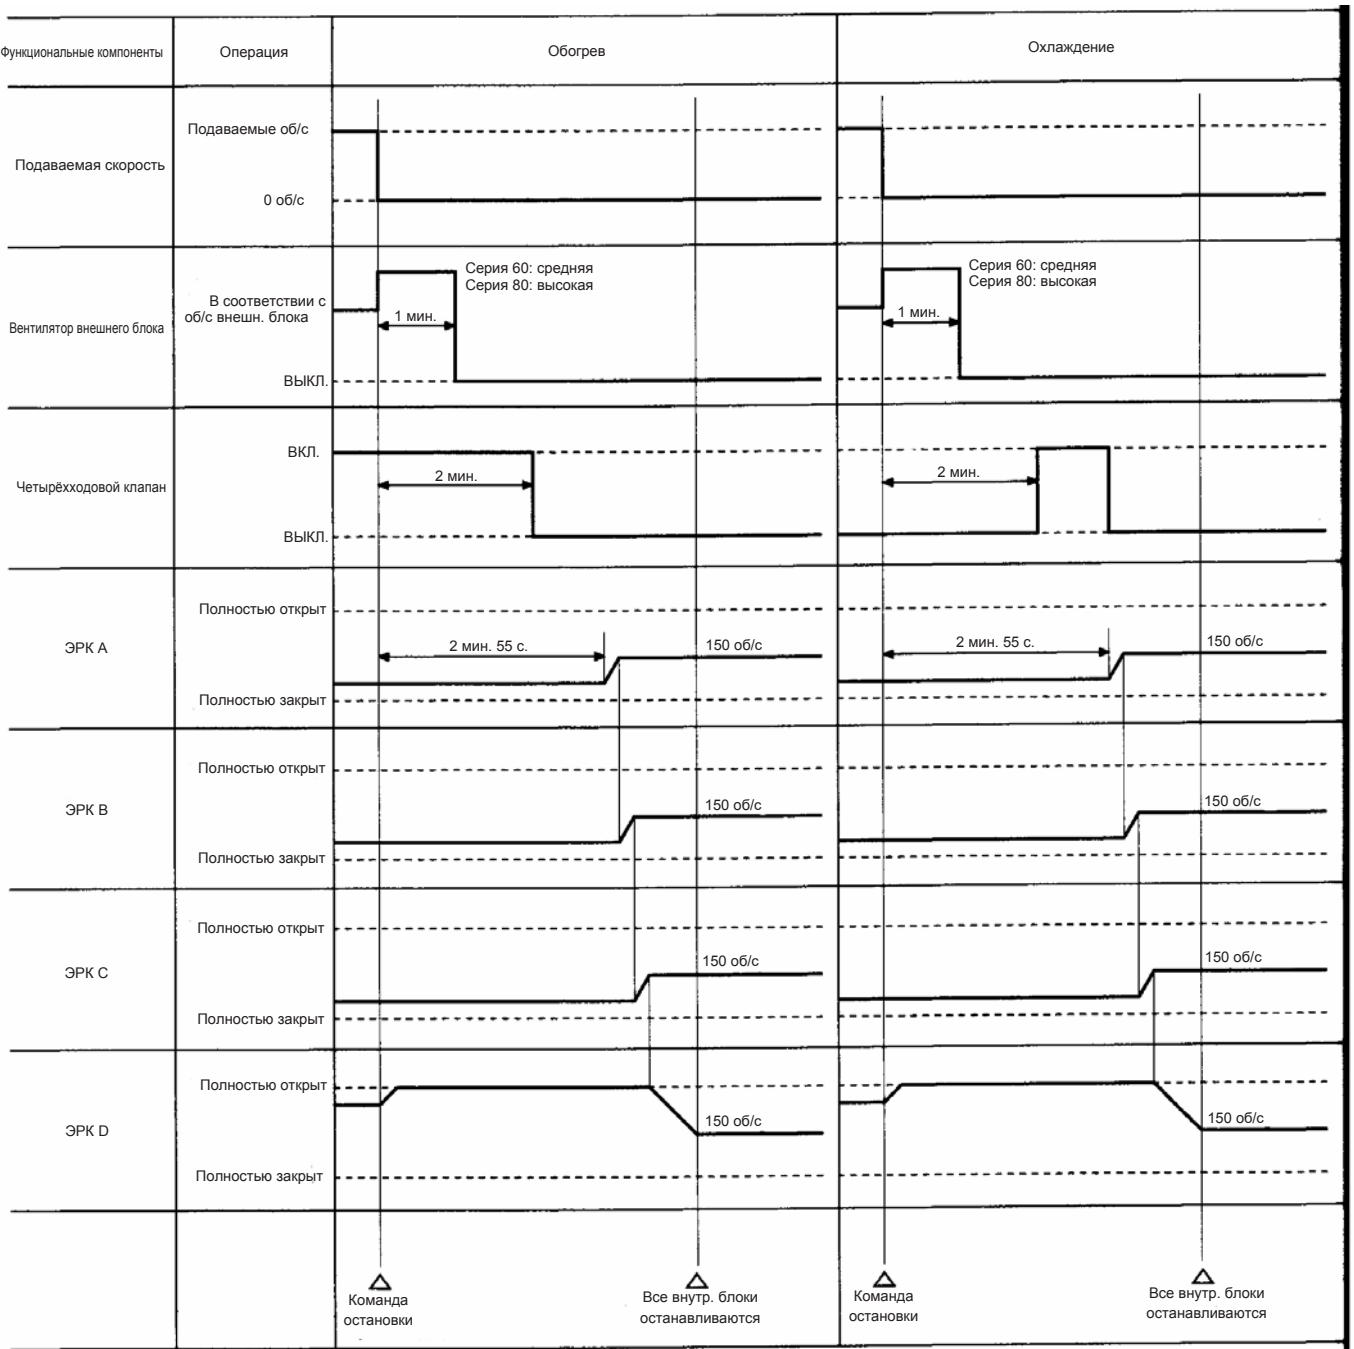 Функциональные компоненты
Операция
Обогрев
Охлаждение
Подаваемая скорость
Подаваемые об/с
0 об/с
Вентилятор внешнего блока
В соответствии с
об/с внешн. блока
ВЫКЛ.
Серия 60: средняя
Серия 80: высокая
1 мин.
Серия 60: средняя
Серия 80: высокая
1 мин.
Четырёхходовой клапан
ВКЛ.
ВЫКЛ.
2 мин.
2 мин.
ЭРК A
Полностью открыт
Полностью закрыт
2 мин. 55 с.
150 об/с
2 мин. 55 с.
150 об/с
ЭРК B
Полностью открыт
Полностью закрыт
150 об/с
150 об/с
ЭРК C
Полностью открыт
Полностью закрыт
150 об/с
150 об/с
ЭРК D
Полностью открыт
Полностью закрыт
150 об/с
150 об/с
Команда
остановки
Все внутр. блоки
останавливаются
Команда
остановки
Все внутр. блоки
останавливаются